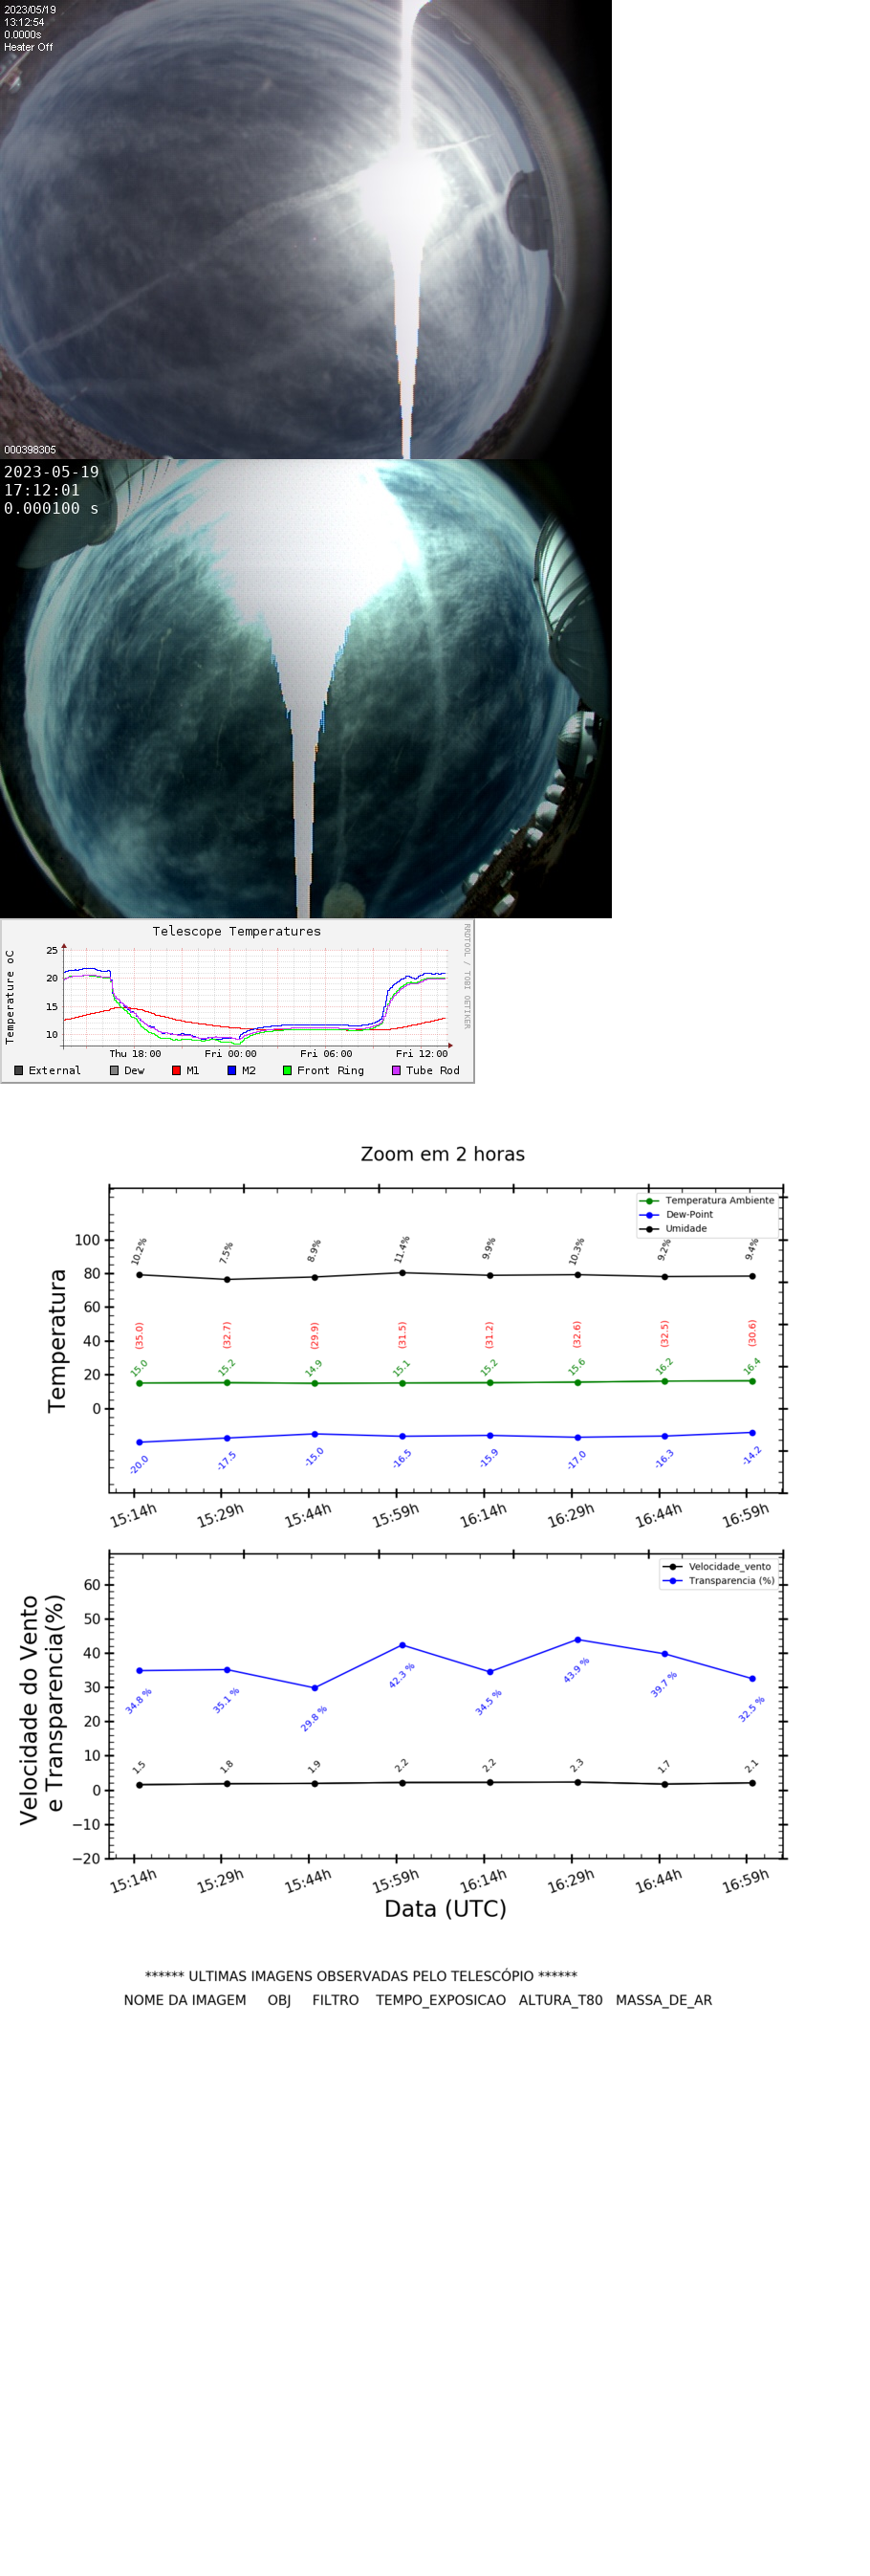 2023/05/19
13:12:54
0.0000s
Heater Off
000398305
2023-05-19
17:12:01
0.000100 s
Telescope Temperatures
RRDTOOL / TOBI OETIKER
Temperature oC
25
20
15
10
Thu 18:00 Fri 00:00 Fri 06:00 Fri 12:00
External Dew M1 M2 Front Ring Tube Rod
Zoom em 2 horas
Temperatura
Temperatura Ambiente
Dew-Point
Umidade
100
80
60
40
20
0
10.2% 7.5% 8.9% 11.4% 9.9% 10.3% 9.2% 9.4%
(35.0) (32.7) (29.9) (31.5) (31.2) (32.6) (32.5) (30.6)
15.0 15.2 14.9 15.1 15.2 15.6 16.2 16.4
-20.0 -17.5 -15.0 -16.5 -15.9 -17.0 -16.3 -14.2
15:14h 15:29h 15:44h 15:59h 16:14h 16:29h 16:44h 16:59h
Velocidade do Vento
e Transparencia(%)
Velocidade_vento
Transparencia (%)
60
50
40
30
20
10
0
−10
−20
34.8 % 35.1 % 29.8 % 42.3 % 34.5 % 43.9 % 39.7 % 32.5 %
1.5 1.8 1.9 2.2 2.2 2.3 1.7 2.1
15:14h 15:29h 15:44h 15:59h 16:14h 16:29h 16:44h 16:59h
Data (UTC)
****** ULTIMAS IMAGENS OBSERVADAS PELO TELESCÓPIO ******
NOME DA IMAGEM OBJ FILTRO TEMPO_EXPOSICAO ALTURA_T80 MASSA_DE_AR